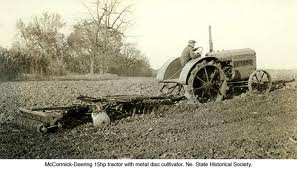 McCormick-Deering 15hp tractor with metal disc cultivator. Ne. State Historical Society.